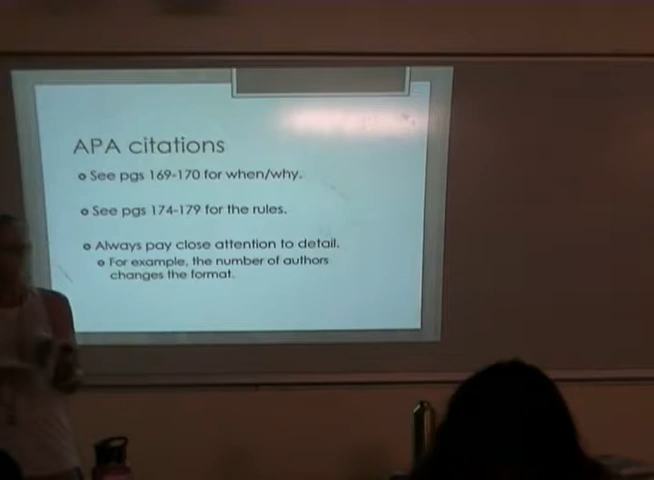 APA citations
See pgs 169-170 for when/why.
See pgs 174-179 for the rules.
Always pay close attention to detail.
For example, the number of authors
changes the format.